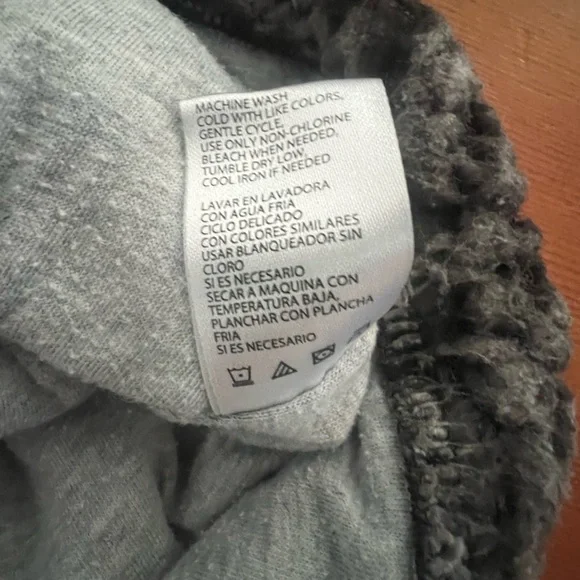 MACHINE WASH
COLD WITH LIKE COLORS,
GENTLE CYCLE.
USE ONLY NON-CHLORINE
BLEACH WHEN NEEDED,
TUMBLE DRY LOW,
COOL IRON IF NEEDED
LAVAR EN LAVADORA
CON AGUA FRIA
CICLO DELICADO
CON COLORES SIMILARES
USAR BLANQUEADOR SIN
CLORO
SI ES NECESARIO
SECAR A MAQUINA CON
TEMPERATURA BAJA,
PLANCHAR CON PLANCHA
FRIA
SI ES NECESARIO